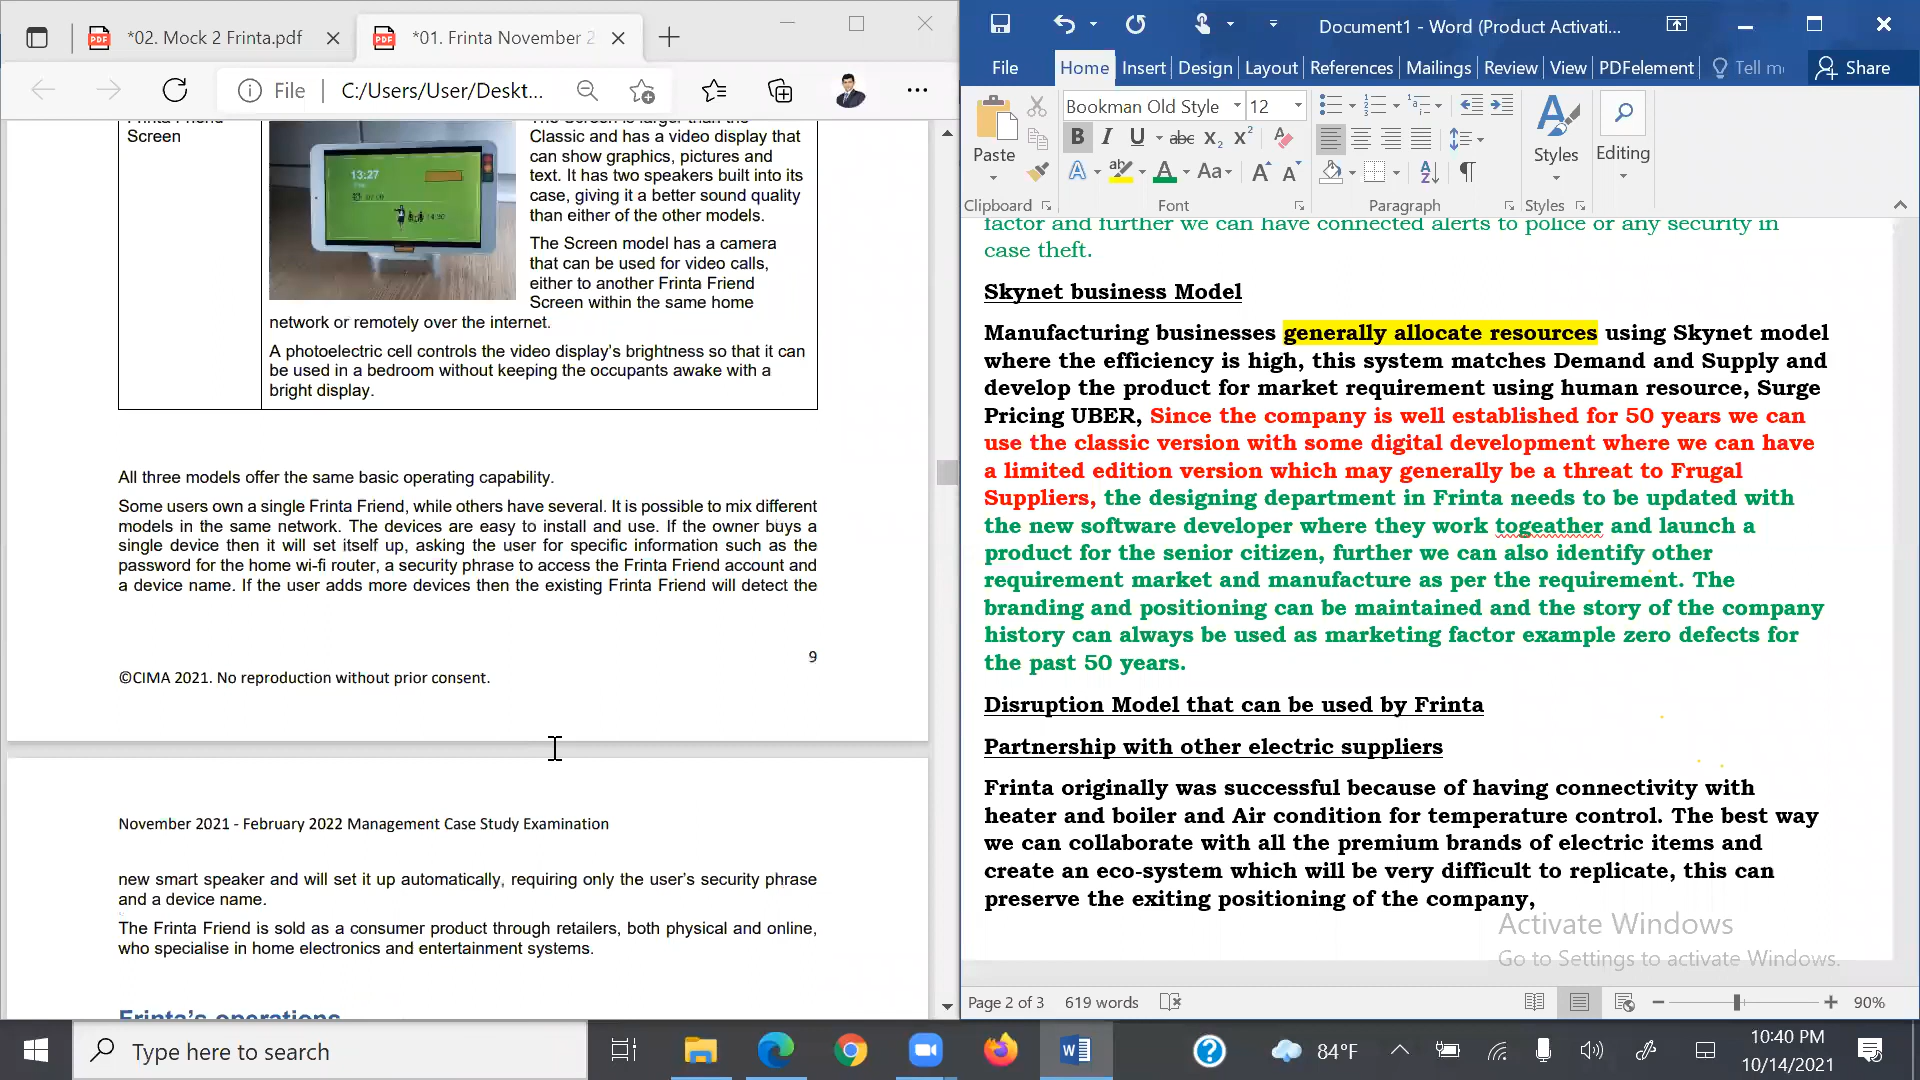 *02. Mock 2 Frinta.pdf
*01. Frinta November 2
File
C:/Users/User/Deskt...
Screen
Classic and has a video display that
can show graphics, pictures and
text. It has two speakers built into its
case, giving it a better sound quality
than either of the other models.
The Screen model has a camera
that can be used for video calls,
either to another Frinta Friend
Screen within the same home
network or remotely over the internet.
A photoelectric cell controls the video display's brightness so that it can
be used in a bedroom without keeping the occupants awake with a
bright display.
13:27
All three models offer the same basic operating capability.
Some users own a single Frinta Friend, while others have several. It is possible to mix different
models in the same network. The devices are easy to install and use. If the owner buys a
single device then it will set itself up, asking the user for specific information such as the
password for the home wi-fi router, a security phrase to access the Frinta Friend account and
a device name. If the user adds more devices then the existing Frinta Friend will detect the
9
©CIMA 2021. No reproduction without prior consent.
November 2021 - February 2022 Management Case Study Examination
new smart speaker and will set it up automatically, requiring only the user's security phrase
and a device name.
The Frinta Friend is sold as a consumer product through retailers, both physical and online,
who specialise in home electronics and entertainment systems.
Frinta's operations
Document1 - Word (Product Activati...
File Home Insert Design Layout References Mailings Review View PDFelement Tell m Share
Bookman Old Style 12
Paste
Styles
Editing
Clipboard Font Paragraph Styles
factor and further we can have connected alerts to police or any security in
case theft.
Skynet business Model
Manufacturing businesses generally allocate resources using Skynet model
where the efficiency is high, this system matches Demand and Supply and
develop the product for market requirement using human resource, Surge
Pricing UBER, Since the company is well established for 50 years we can
use the classic version with some digital development where we can have
a limited edition version which may generally be a threat to Frugal
Suppliers, the designing department in Frinta needs to be updated with
the new software developer where they work togeather and launch a
product for the senior citizen, further we can also identify other
requirement market and manufacture as per the requirement. The
branding and positioning can be maintained and the story of the company
history can always be used as marketing factor example zero defects for
the past 50 years.
Disruption Model that can be used by Frinta
Partnership with other electric suppliers
Frinta originally was successful because of having connectivity with
heater and boiler and Air condition for temperature control. The best way
we can collaborate with all the premium brands of electric items and
create an eco-system which will be very difficult to replicate, this can
preserve the exiting positioning of the company,
Activate Windows
Go to Settings to activate Windows.
Page 2 of 3 619 words
90%
Type here to search
84°F
10:40 PM
10/14/2021